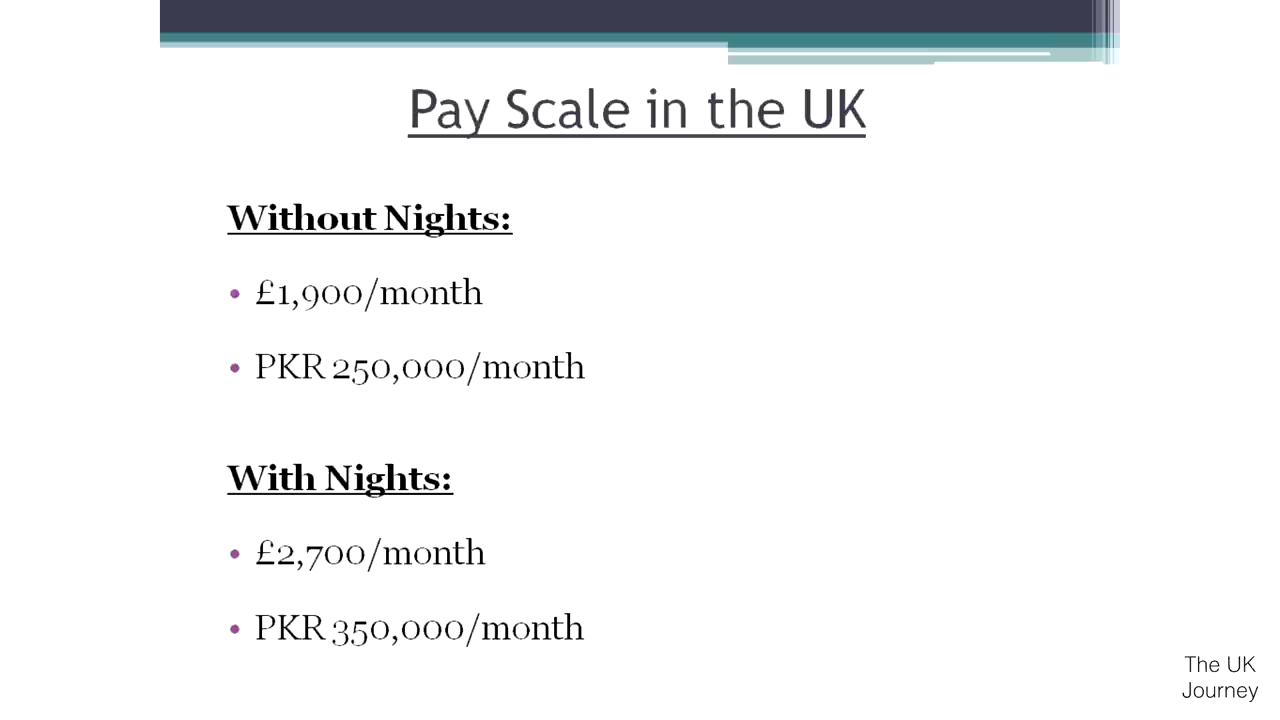 Pay Scale in the UK
Without Nights:
• £1,900/month
• PKR 250,000/month
With Nights:
• £2,700/month
• PKR 350,000/month
The UK
Journey